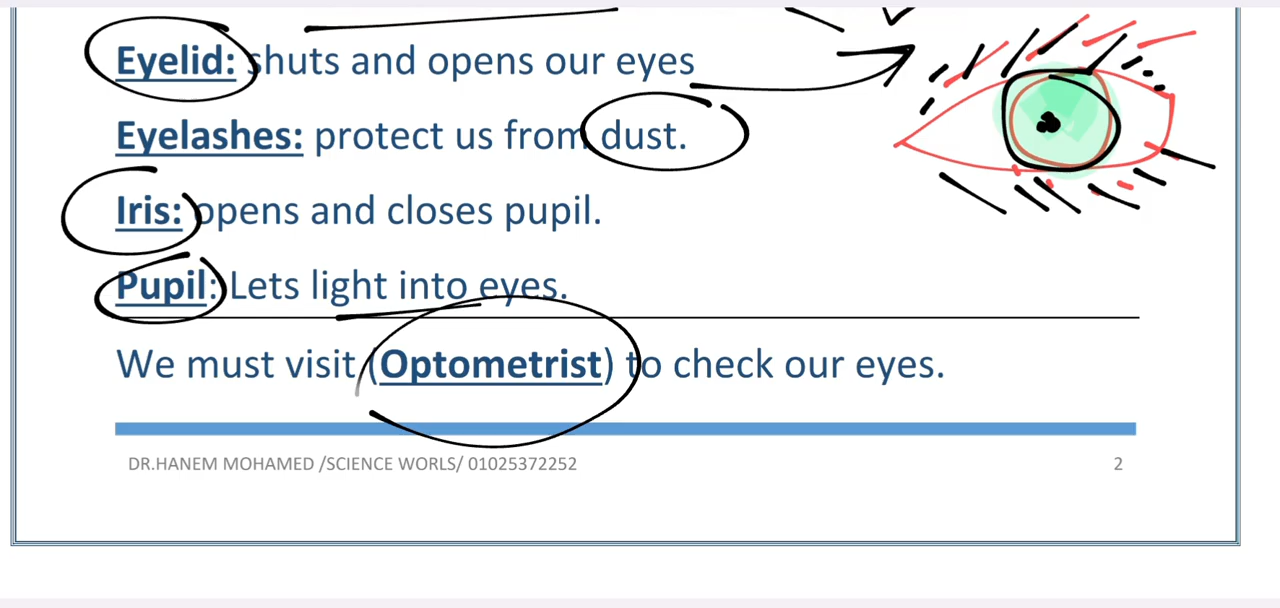 Eyelid: shuts and opens our eyes
Eyelashes: protect us from dust.
Iris: opens and closes pupil.
Pupil: Lets light into eyes.
We must visit (Optometrist) to check our eyes.
DR.HANEM MOHAMED /SCIENCE WORLS/ 01025372252 2